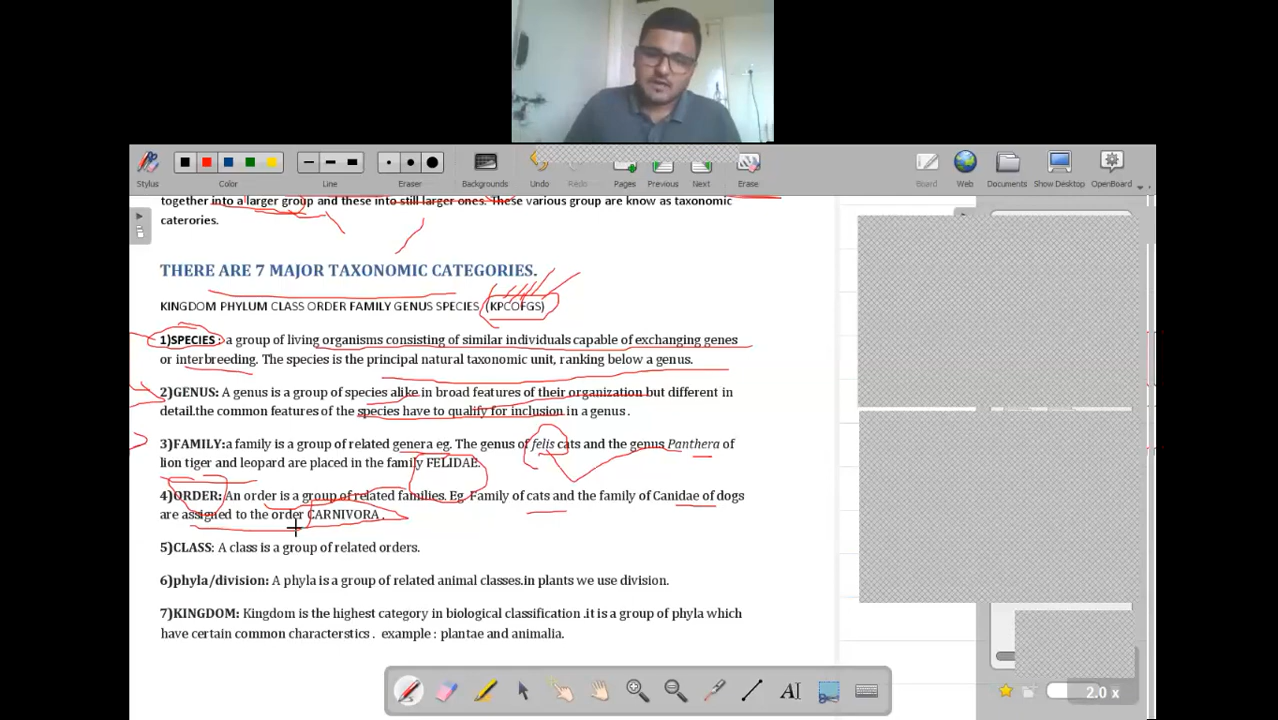 Stylus
Color
Line
Eraser
Backgrounds
Undo
Redo
Pages
Previous
Next
Erase
Board
Web
Documents
Show Desktop
OpenBoard
together into a larger group and these into still larger ones. These various group are know as taxonomic
caterories.
THERE ARE 7 MAJOR TAXONOMIC CATEGORIES.
KINGDOM PHYLUM CLASS ORDER FAMILY GENUS SPECIES (KPCOFGS)
1)SPECIES : a group of living organisms consisting of similar individuals capable of exchanging genes
or interbreeding. The species is the principal natural taxonomic unit, ranking below a genus.
2)GENUS: A genus is a group of species alike in broad features of their organization but different in
detail.the common features of the species have to qualify for inclusion in a genus .
3)FAMILY:a family is a group of related genera eg. The genus of felis cats and the genus Panthera of
lion tiger and leopard are placed in the family FELIDAE.
4)ORDER: An order is a group of related families. Eg. Family of cats and the family of Canidae of dogs
are assigned to the order CARNIVORA .
5)CLASS: A class is a group of related orders.
6)phyla/division: A phyla is a group of related animal classes.in plants we use division.
7)KINGDOM: Kingdom is the highest category in biological classification .it is a group of phyla which
have certain common characterstics . example : plantae and animalia.
2.0 x